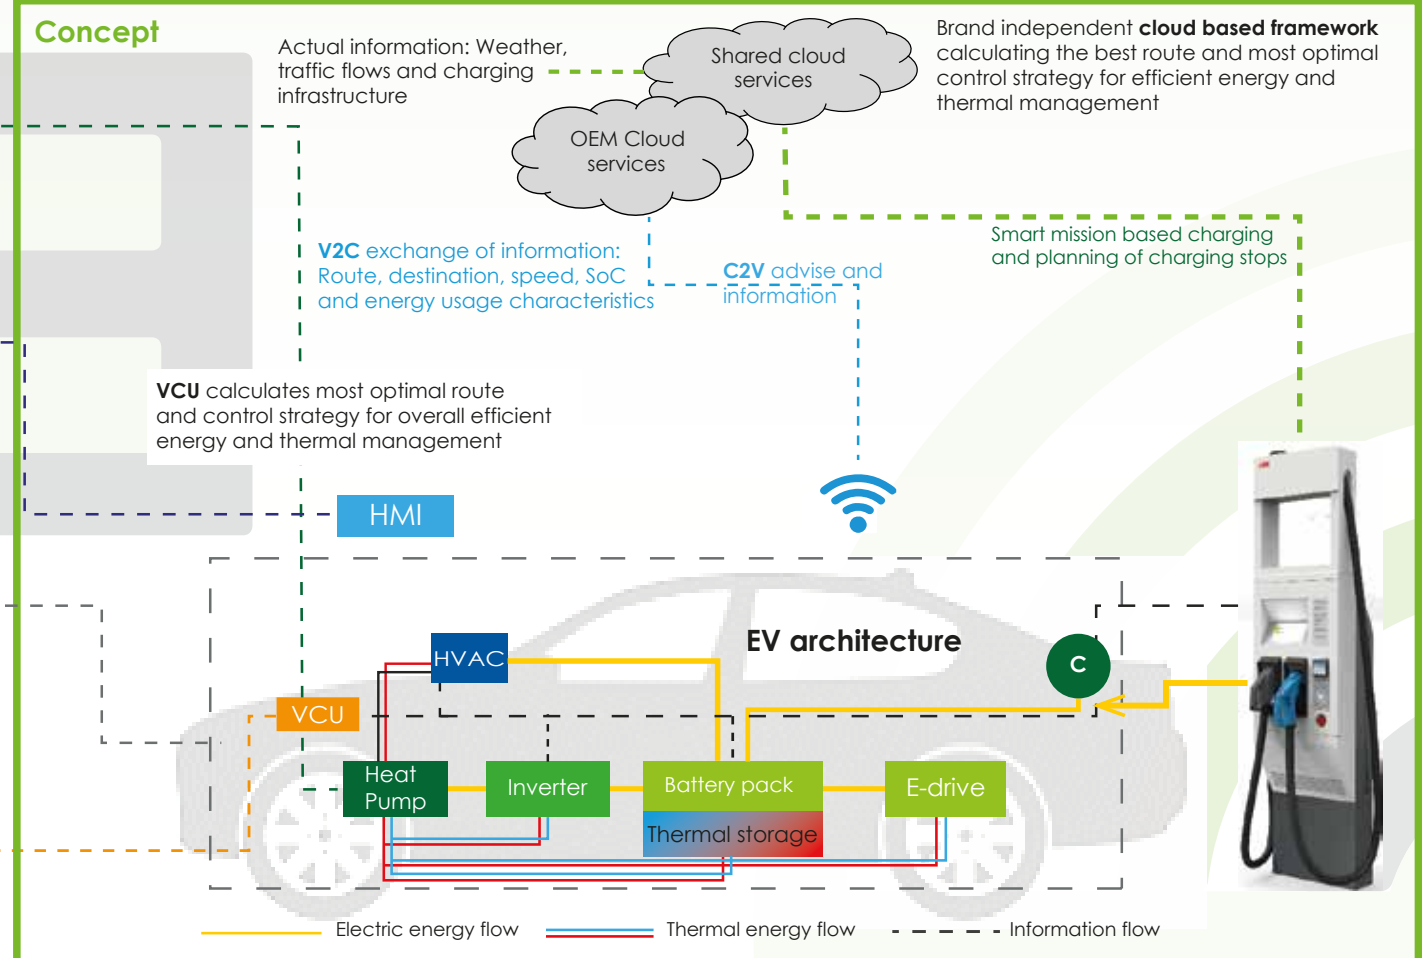 Concept
Actual information: Weather,
traffic flows and charging
infrastructure
Shared cloud
services
OEM Cloud
services
Brand independent cloud based framework
calculating the best route and most optimal
control strategy for efficient energy and
thermal management
V2C exchange of information:
Route, destination, speed, SoC
and energy usage characteristics
C2V advise and
information
Smart mission based charging
and planning of charging stops
VCU calculates most optimal route
and control strategy for overall efficient
energy and thermal management
HMI
EV architecture
HVAC
C
VCU
Heat
Pump
Inverter
Battery pack
E-drive
Thermal storage
Electric energy flow
Thermal energy flow
Information flow